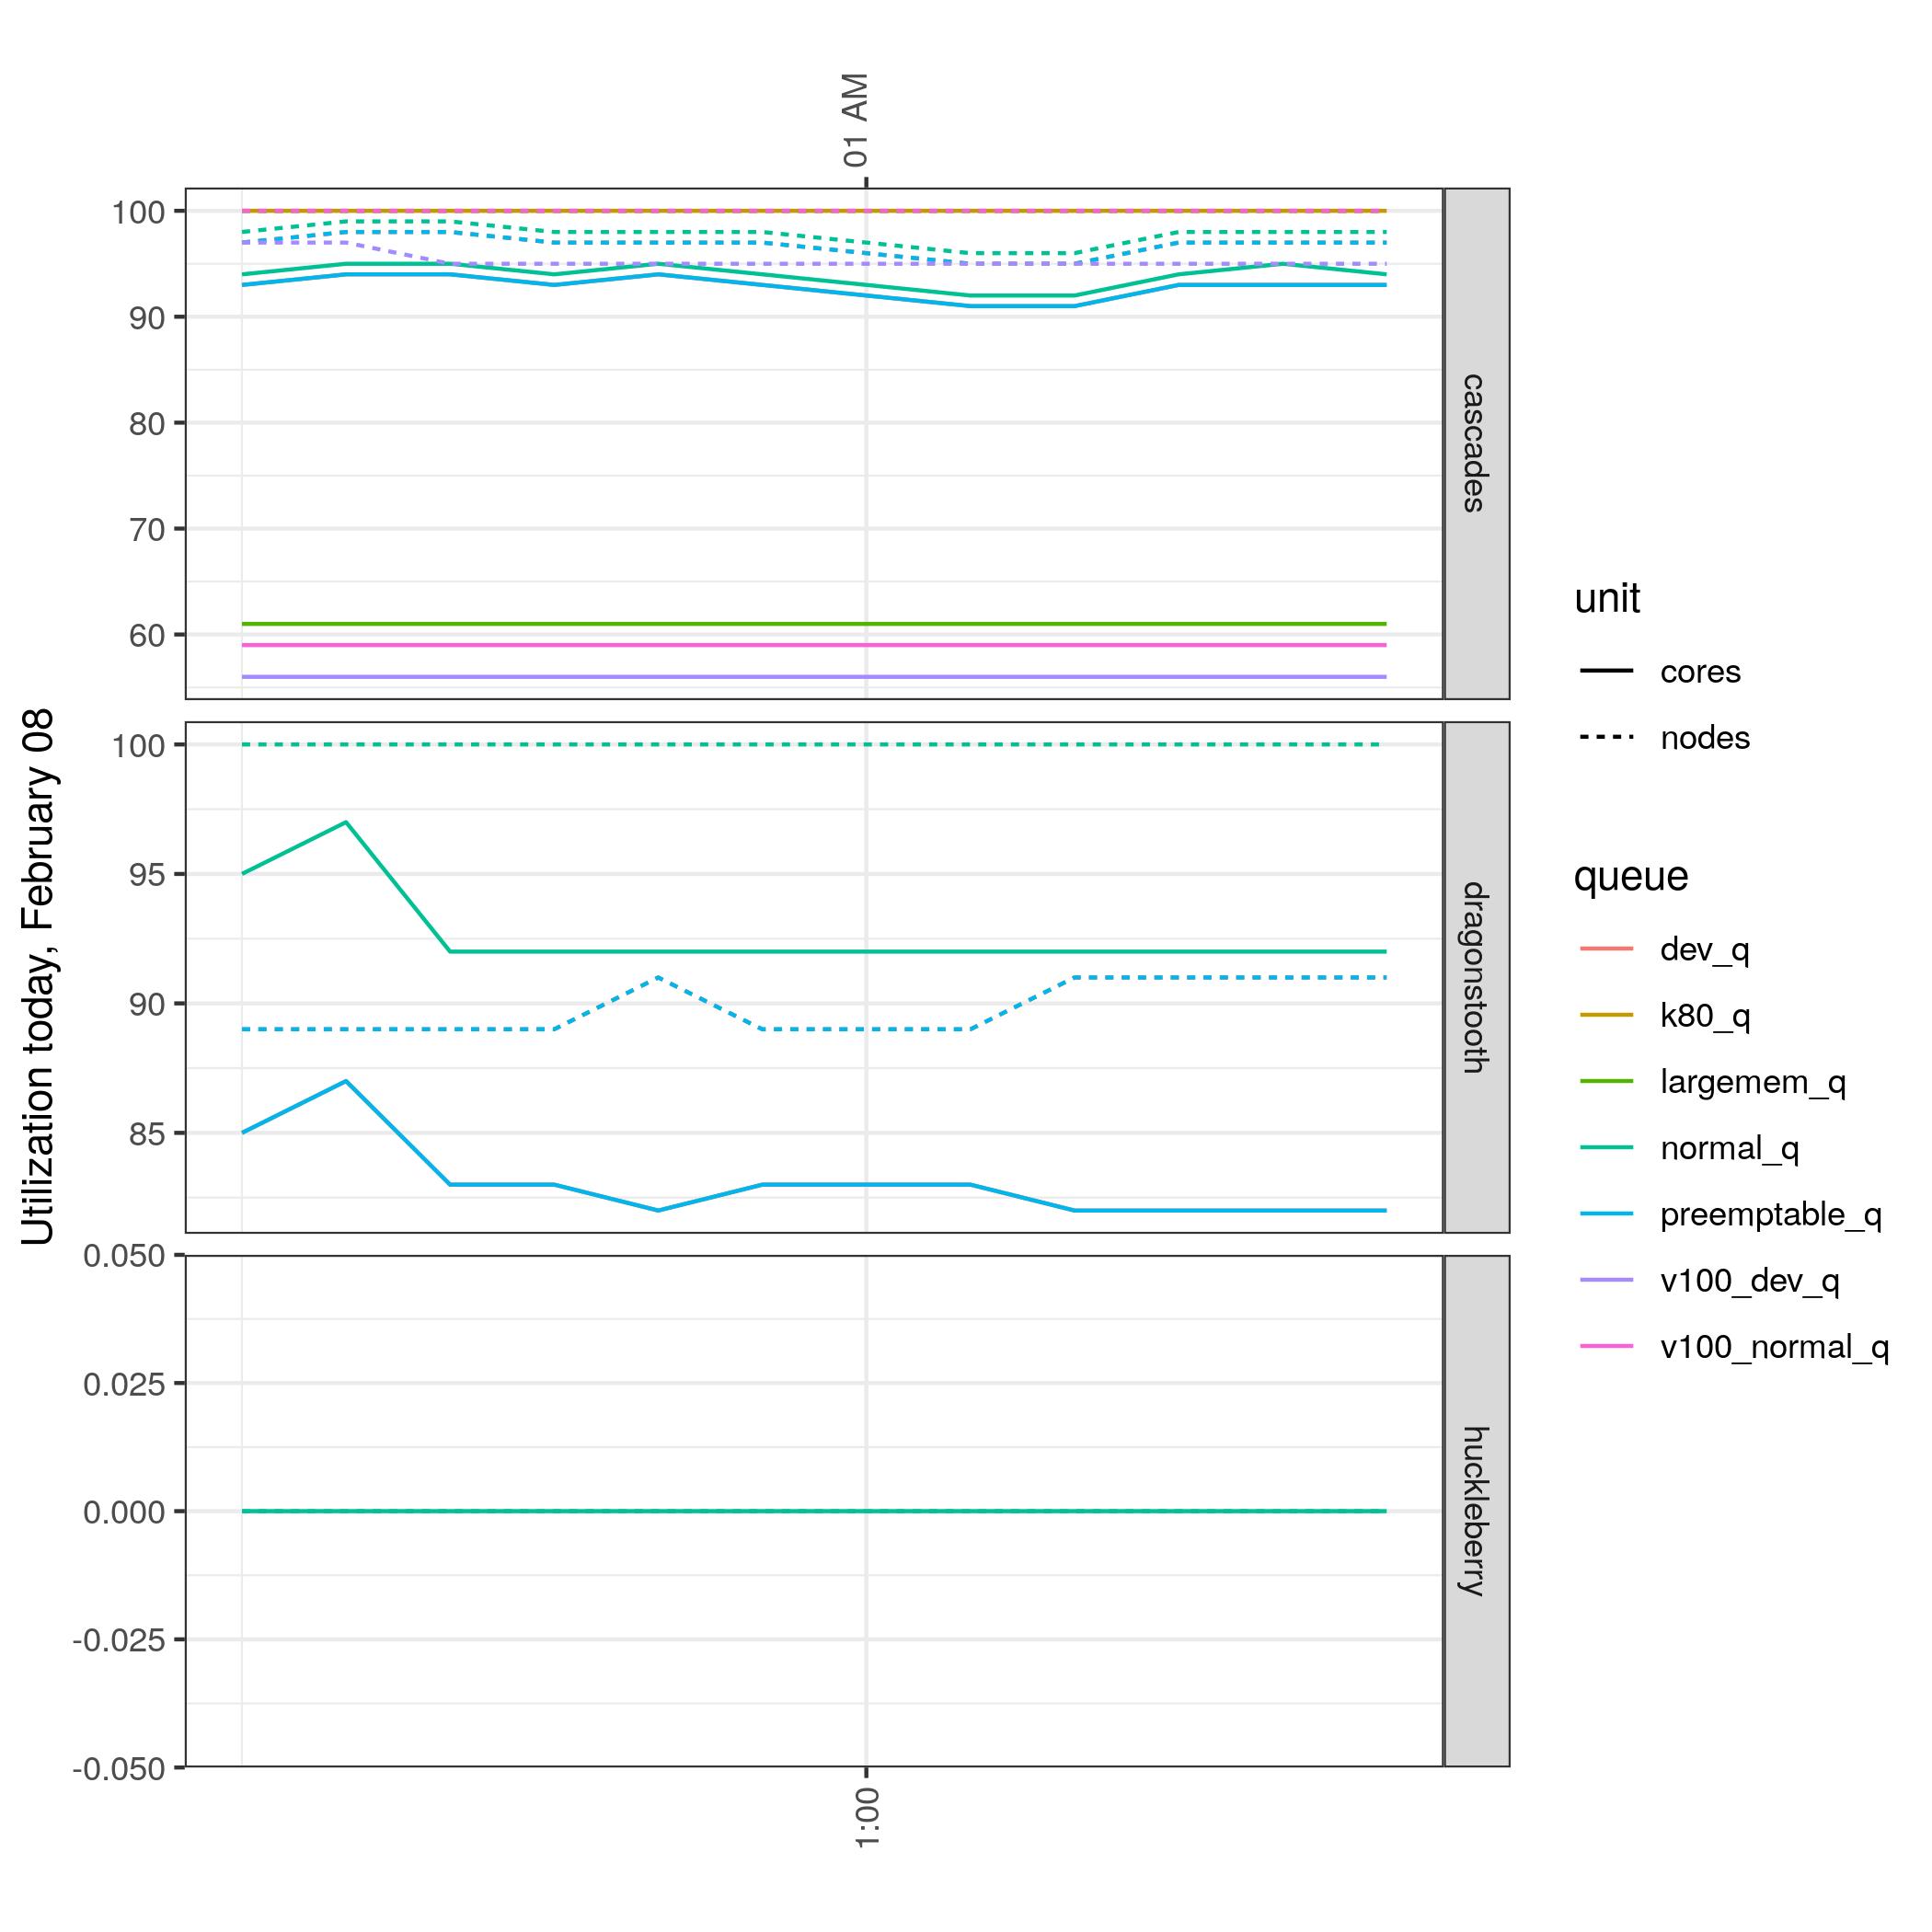 01 AM
100
90
80
70
60
cascades
100
95
90
85
dragonstooth
0.050
0.025
0.000
-0.025
-0.050
huckleberry
1:00
Utilization today, February 08
unit
cores
nodes
queue
dev_q
k80_q
largemem_q
normal_q
preemptable_q
v100_dev_q
v100_normal_q